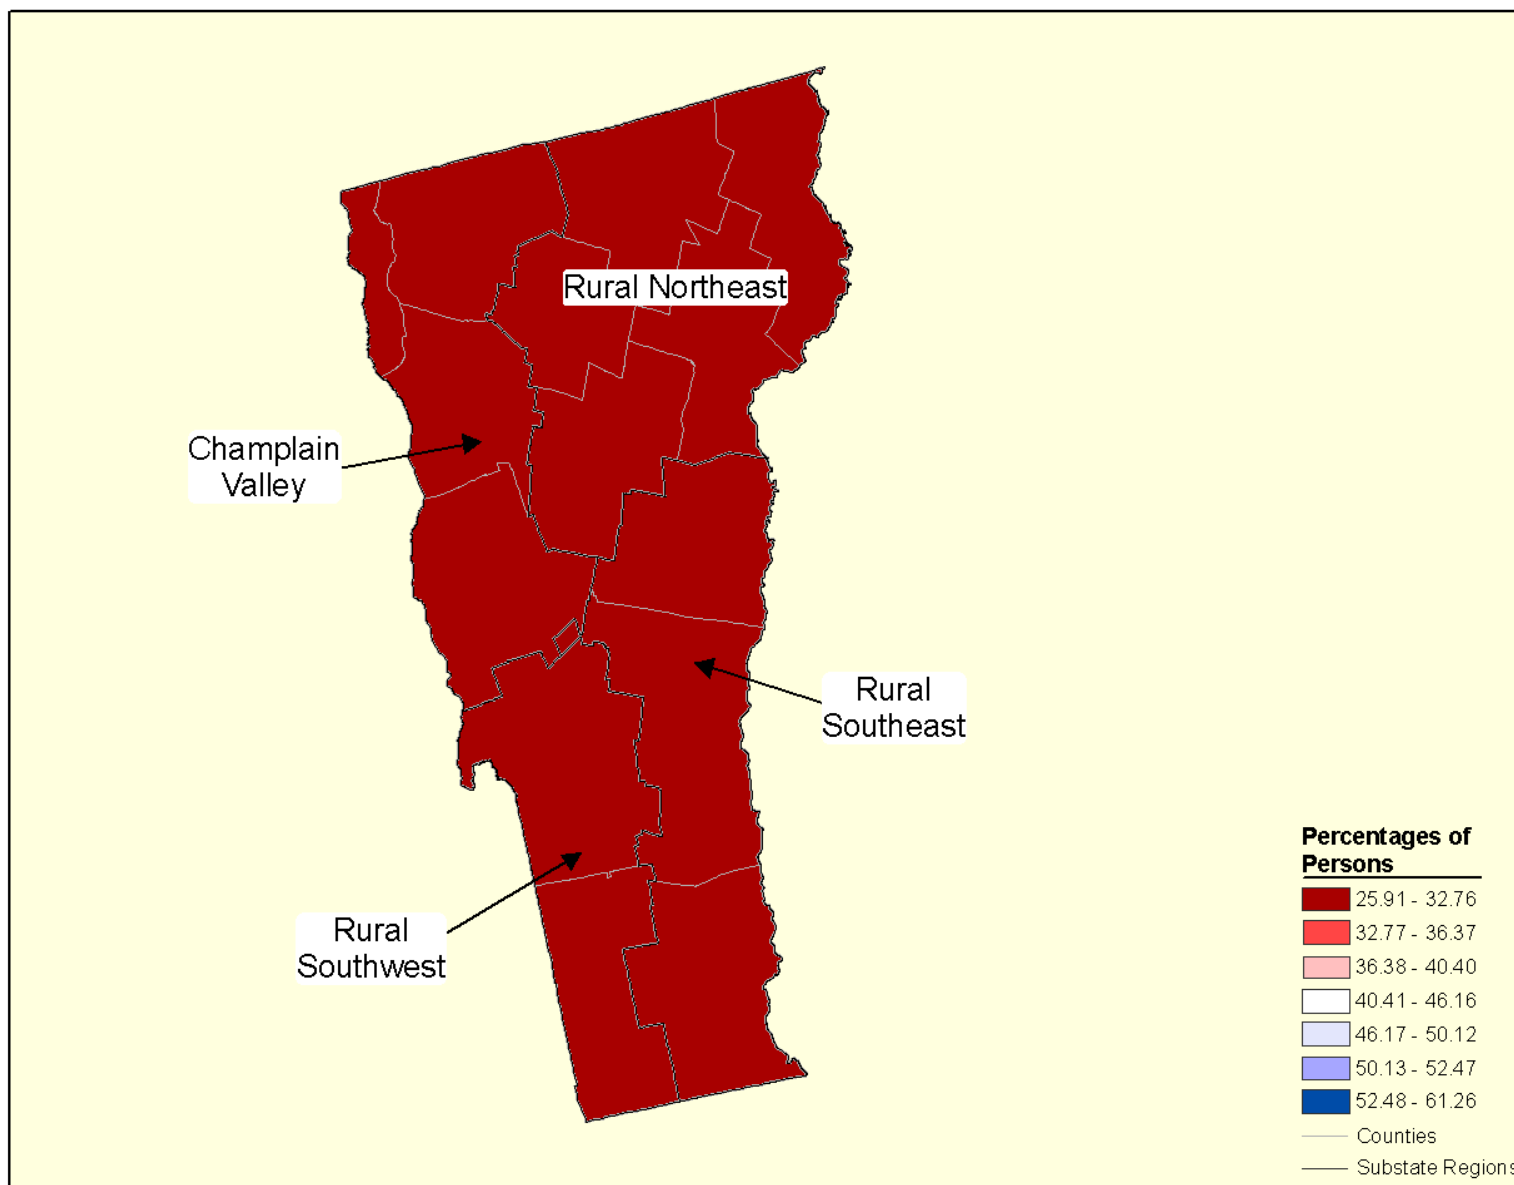 Rural Northeast
Champlain
Valley
Rural
Southeast
Rural
Southwest
Percentages of
Persons
25.91 - 32.76
32.77 - 36.37
36.38 - 40.40
40.41 - 46.16
46.17 - 50.12
50.13 - 52.47
52.48 - 61.26
Counties
Substate Regions